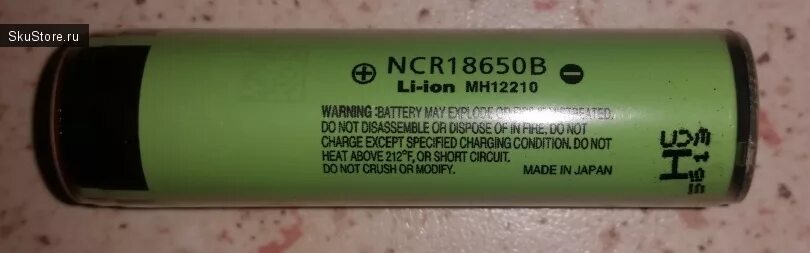 SkuStore.ru
⊕ NCR18650B ⊖
Li-ion MH12210
WARNING: BATTERY MAY EXPLODE OR FIRE IF MISTREATED.
DO NOT DISASSEMBLE OR DISPOSE OF IN FIRE. DO NOT
CHARGE EXCEPT SPECIFIED CHARGING CONDITION. DO NOT
HEAT ABOVE 212°F, OR SHORT CIRCUIT.
DO NOT CRUSH OR MODIFY. MADE IN JAPAN